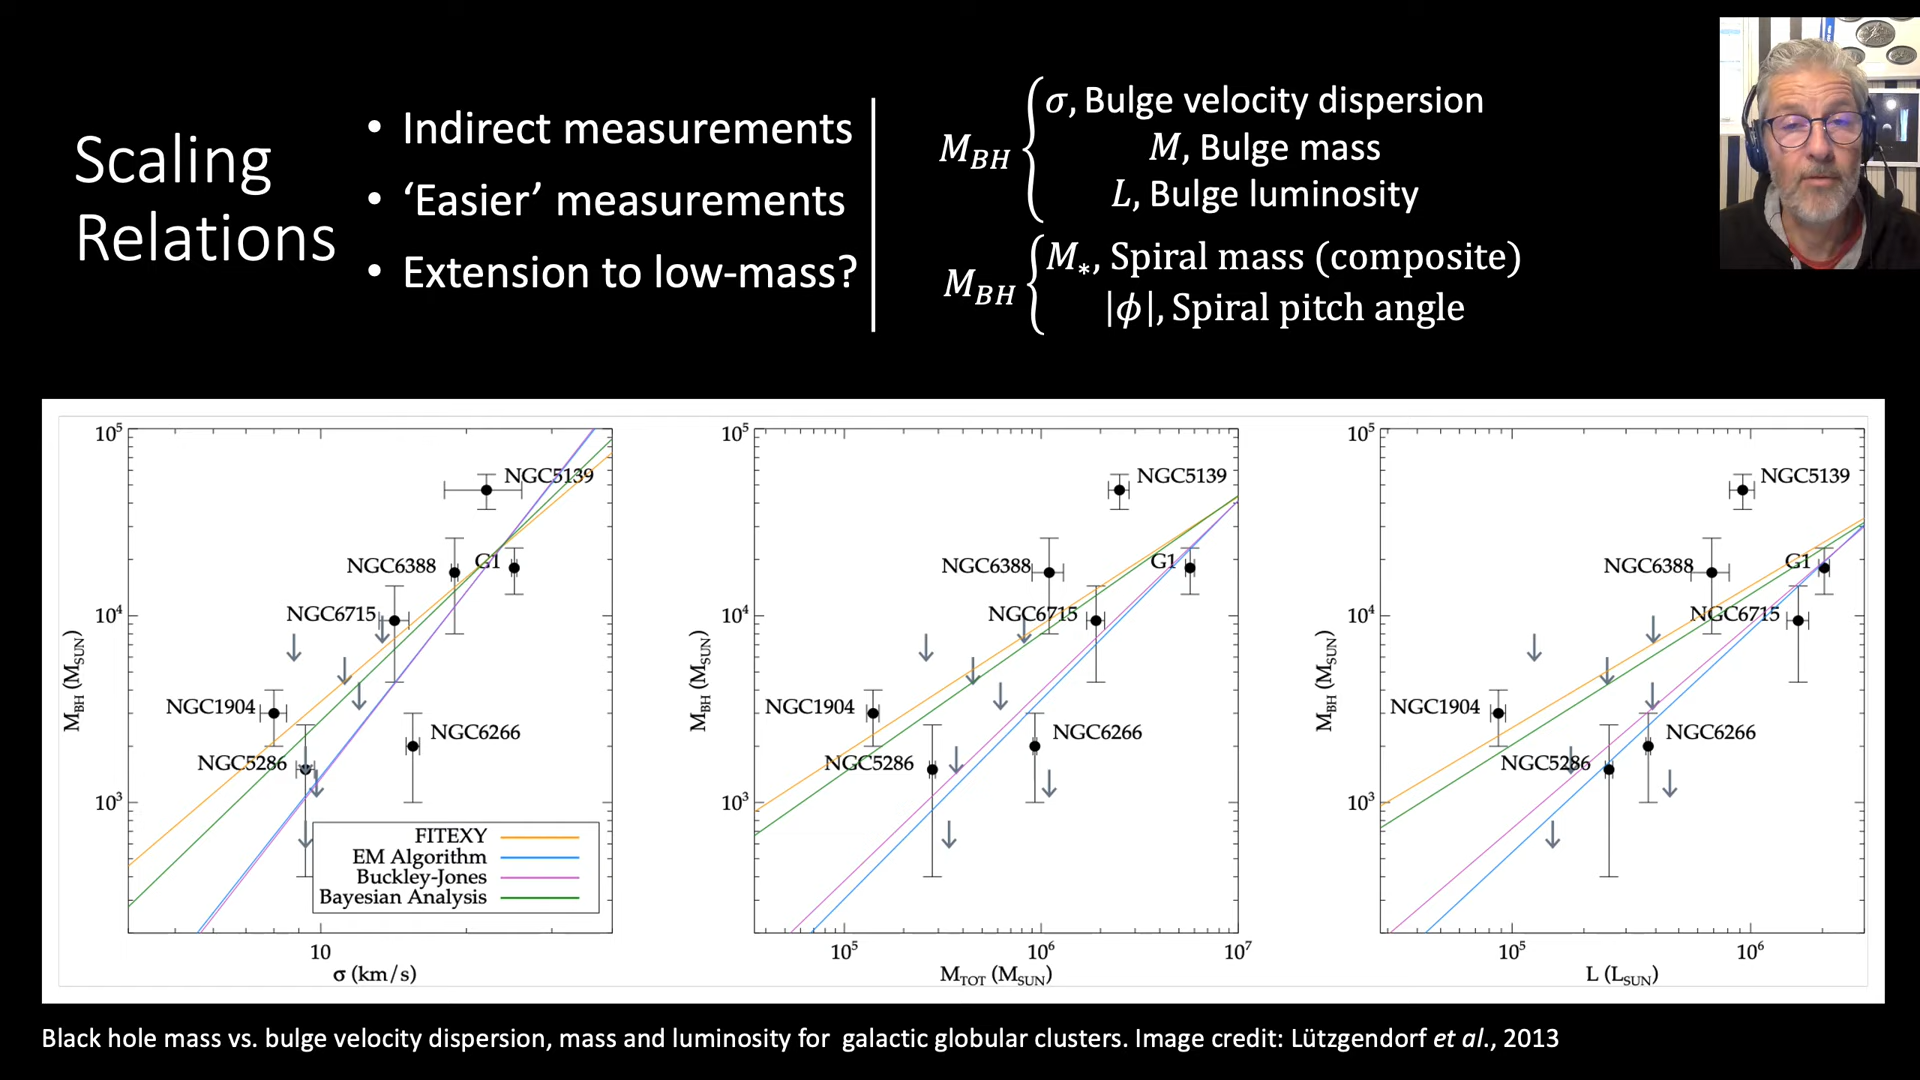 Scaling
Relations
• Indirect measurements
• ‘Easier’ measurements
• Extension to low-mass?
M_BH { σ, Bulge velocity dispersion
M, Bulge mass
L, Bulge luminosity
M_BH { M_*, Spiral mass (composite)
|ϕ|, Spiral pitch angle
10^5
10^4
10^3
M_BH (M_SUN)
NGC5139
NGC6388
G1
NGC6715
NGC1904
NGC6266
NGC5286
FITEXY
EM Algorithm
Buckley-Jones
Bayesian Analysis
10
σ (km/s)
10^5
10^4
10^3
M_BH (M_SUN)
NGC5139
NGC6388
G1
NGC6715
NGC1904
NGC6266
NGC5286
10^5 10^6 10^7
M_TOT (M_SUN)
10^5
10^4
10^3
M_BH (M_SUN)
NGC5139
NGC6388
G1
NGC6715
NGC1904
NGC6266
NGC5286
10^5 10^6
L (L_SUN)
Black hole mass vs. bulge velocity dispersion, mass and luminosity for galactic globular clusters. Image credit: Lützgendorf et al., 2013